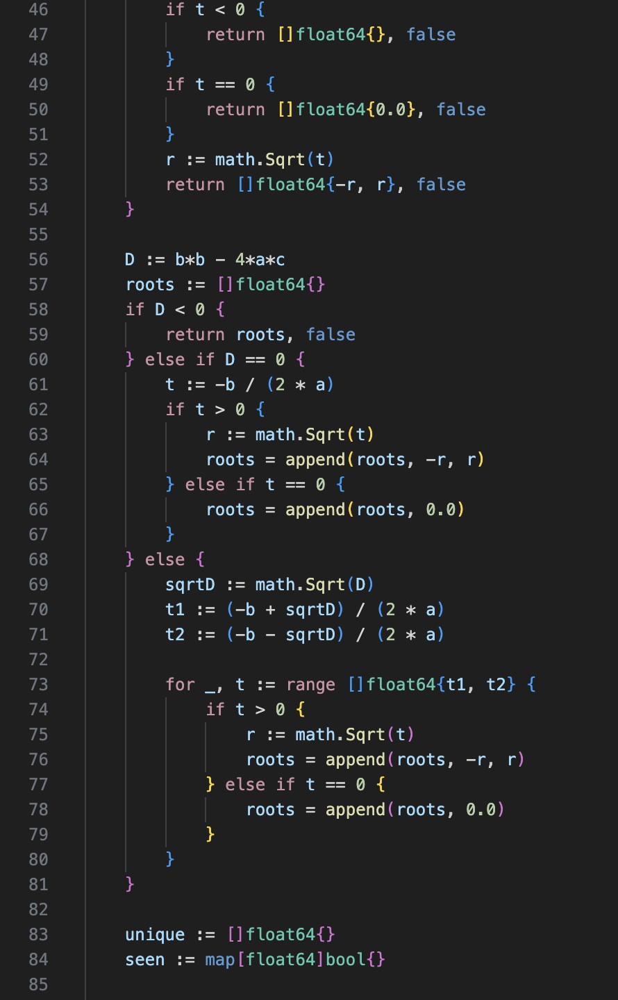 46 if t < 0 {
47 return []float64{}, false
48 }
49 if t == 0 {
50 return []float64{0.0}, false
51 }
52 r := math.Sqrt(t)
53 return []float64{-r, r}, false
54 }
55
56 D := b*b - 4*a*c
57 roots := []float64{}
58 if D < 0 {
59 return roots, false
60 } else if D == 0 {
61 t := -b / (2 * a)
62 if t > 0 {
63 r := math.Sqrt(t)
64 roots = append(roots, -r, r)
65 } else if t == 0 {
66 roots = append(roots, 0.0)
67 }
68 } else {
69 sqrtD := math.Sqrt(D)
70 t1 := (-b + sqrtD) / (2 * a)
71 t2 := (-b - sqrtD) / (2 * a)
72
73 for _, t := range []float64{t1, t2} {
74 if t > 0 {
75 r := math.Sqrt(t)
76 roots = append(roots, -r, r)
77 } else if t == 0 {
78 roots = append(roots, 0.0)
79 }
80 }
81 }
82
83 unique := []float64{}
84 seen := map[float64]bool{}
85